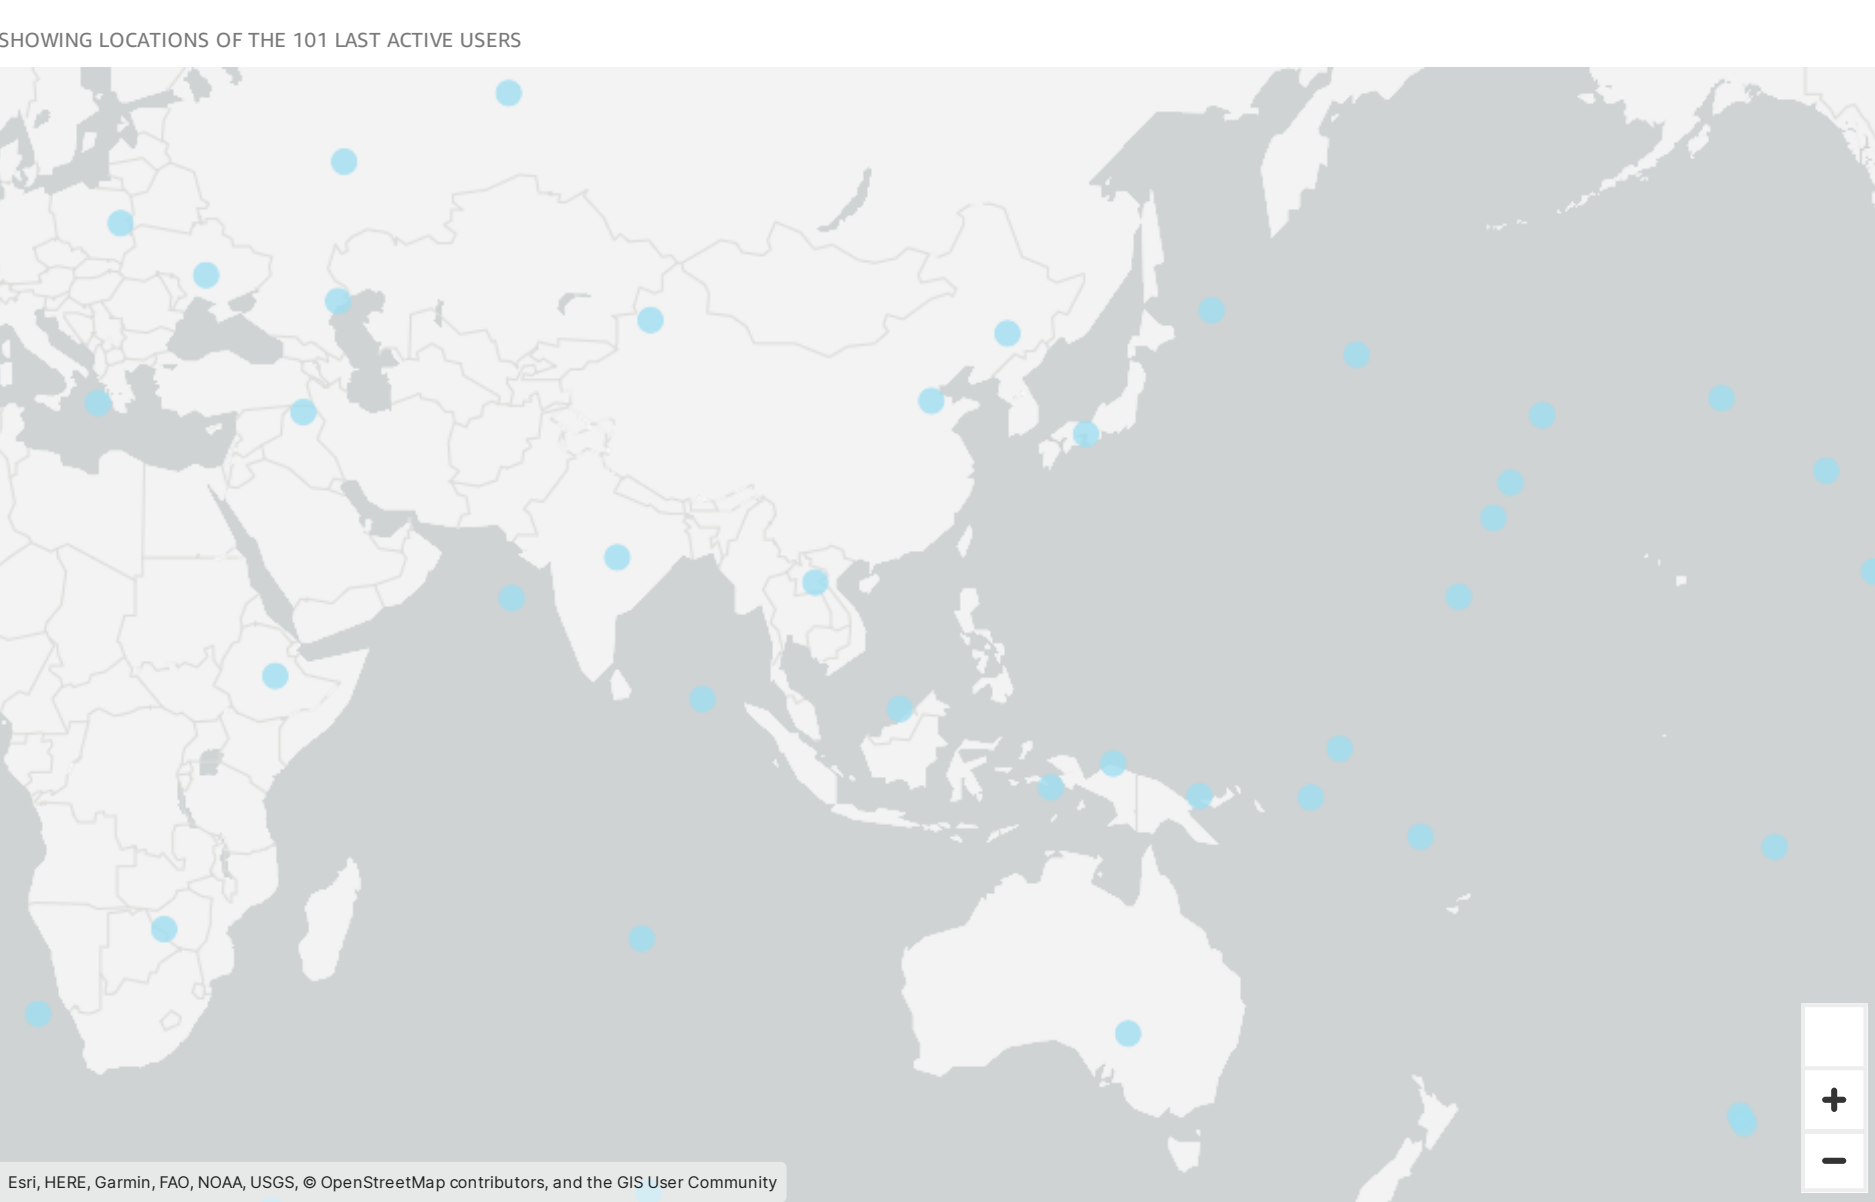 SHOWING LOCATIONS OF THE 101 LAST ACTIVE USERS
Esri, HERE, Garmin, FAO, NOAA, USGS, © OpenStreetMap contributors, and the GIS User Community